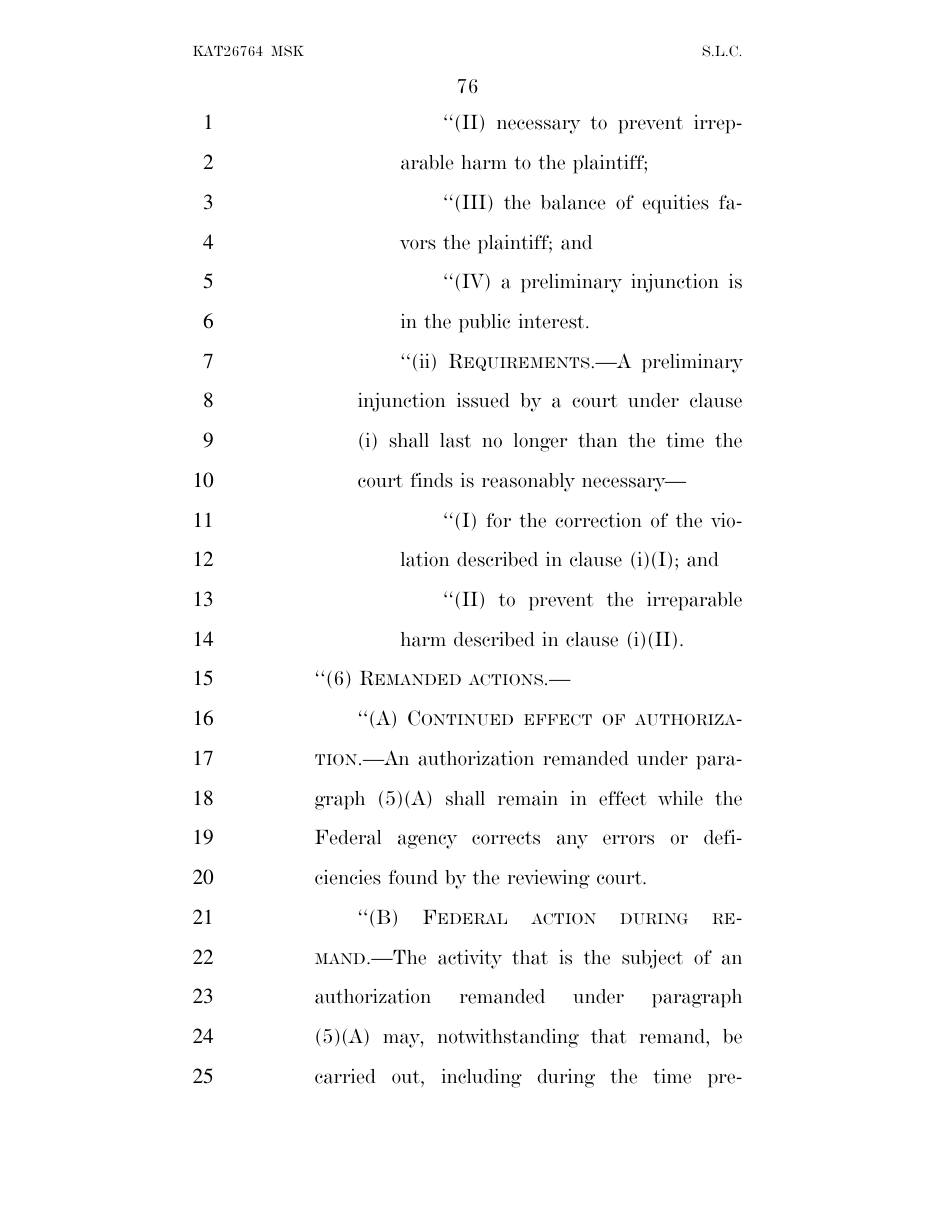 KAT26764 MSK S.L.C.
76
1 ‘‘(II) necessary to prevent irrep-
2 arable harm to the plaintiff;
3 ‘‘(III) the balance of equities fa-
4 vors the plaintiff; and
5 ‘‘(IV) a preliminary injunction is
6 in the public interest.
7 ‘‘(ii) REQUIREMENTS.—A preliminary
8 injunction issued by a court under clause
9 (i) shall last no longer than the time the
10 court finds is reasonably necessary—
11 ‘‘(I) for the correction of the vio-
12 lation described in clause (i)(I); and
13 ‘‘(II) to prevent the irreparable
14 harm described in clause (i)(II).
15 ‘‘(6) REMANDED ACTIONS.—
16 ‘‘(A) CONTINUED EFFECT OF AUTHORIZA-
17 TION.—An authorization remanded under para-
18 graph (5)(A) shall remain in effect while the
19 Federal agency corrects any errors or defi-
20 ciencies found by the reviewing court.
21 ‘‘(B) FEDERAL ACTION DURING RE-
22 MAND.—The activity that is the subject of an
23 authorization remanded under paragraph
24 (5)(A) may, notwithstanding that remand, be
25 carried out, including during the time pre-